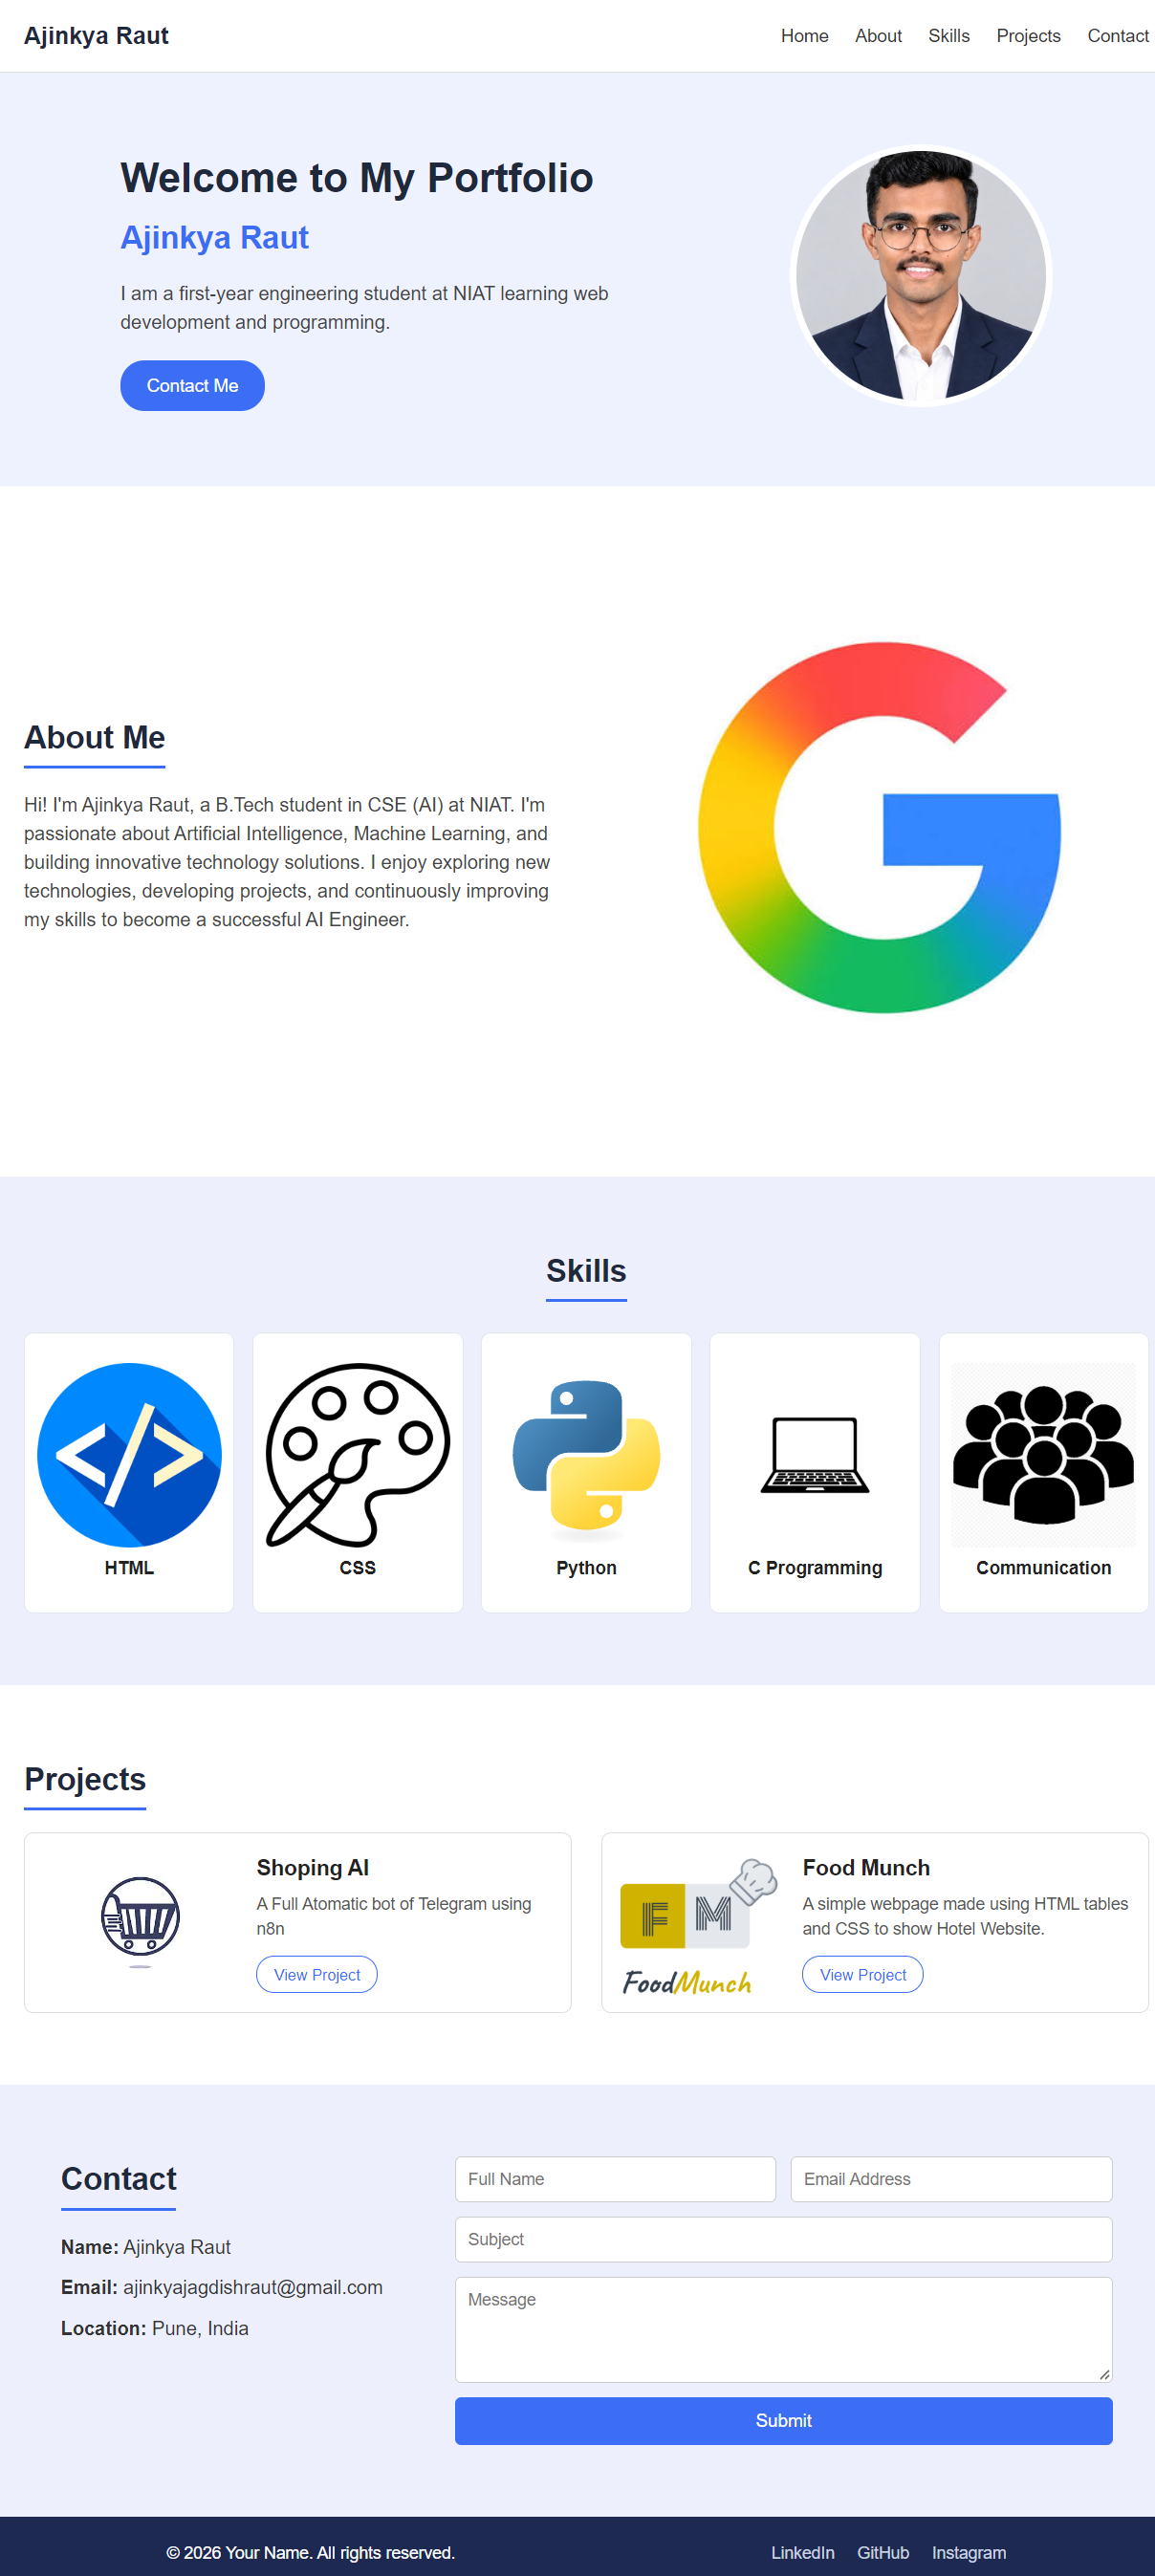 Ajinkya Raut
Home About Skills Projects Contact
Welcome to My Portfolio
Ajinkya Raut
I am a first-year engineering student at NIAT learning web
development and programming.
Contact Me
About Me
Hi! I'm Ajinkya Raut, a B.Tech student in CSE (AI) at NIAT. I'm
passionate about Artificial Intelligence, Machine Learning, and
building innovative technology solutions. I enjoy exploring new
technologies, developing projects, and continuously improving
my skills to become a successful AI Engineer.
Skills
HTML
CSS
Python
C Programming
Communication
Projects
Shoping AI
A Full Atomatic bot of Telegram using
n8n
View Project
FM
FoodMunch
Food Munch
A simple webpage made using HTML tables
and CSS to show Hotel Website.
View Project
Contact
Name: Ajinkya Raut
Email: ajinkyajagdishraut@gmail.com
Location: Pune, India
Full Name
Email Address
Subject
Message
Submit
© 2026 Your Name. All rights reserved.
LinkedIn GitHub Instagram